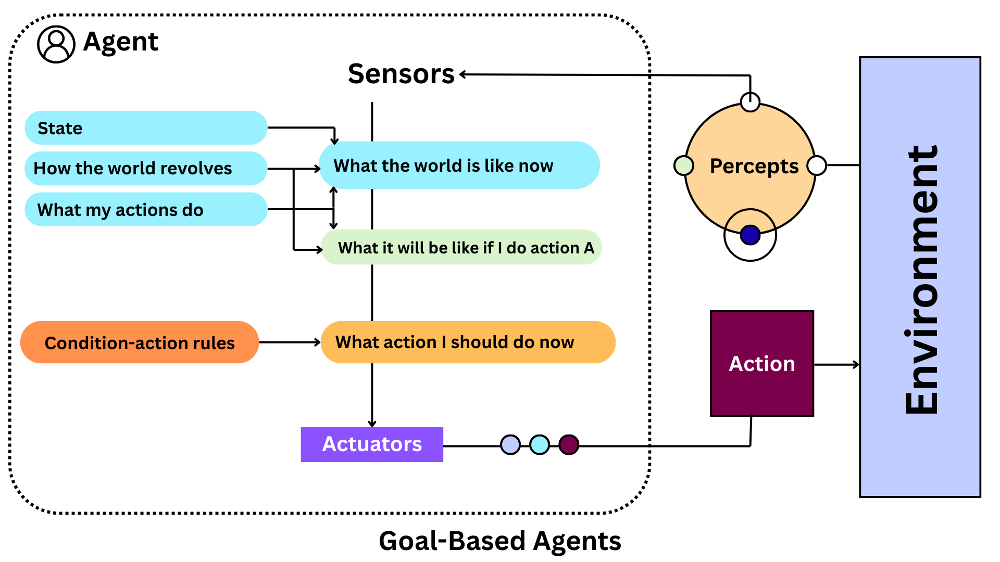 Agent
Sensors
State
How the world revolves
What the world is like now
What my actions do
What it will be like if I do action A
Condition-action rules
What action I should do now
Actuators
Percepts
Action
Environment
Goal-Based Agents